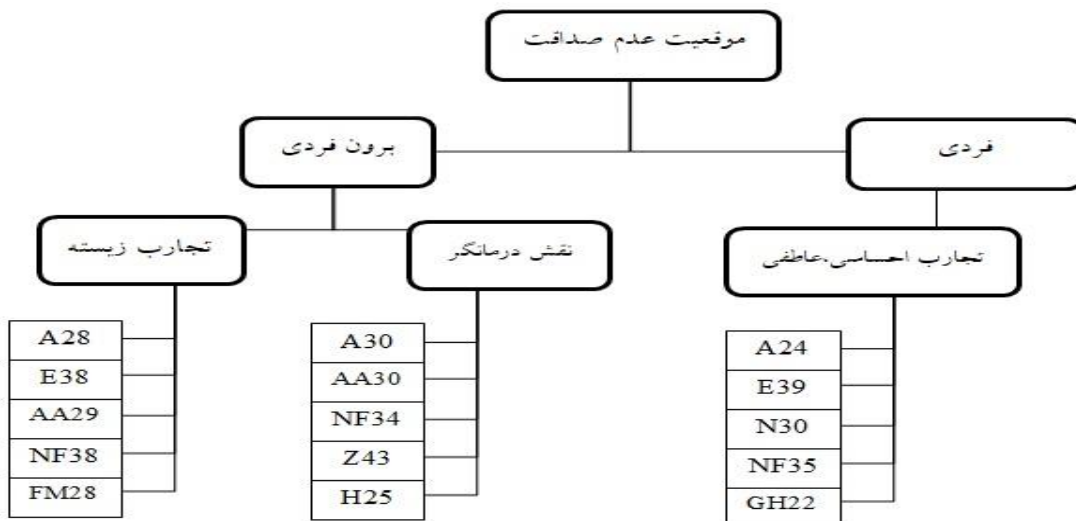 موقعیت عدم صداقت
فردی
برون فردی
تجارب احساسی،عاطفی
نقش درمانگر
تجارب زیسته
A24
E39
N30
NF35
GH22
A30
AA30
NF34
Z43
H25
A28
E38
AA29
NF38
FM28